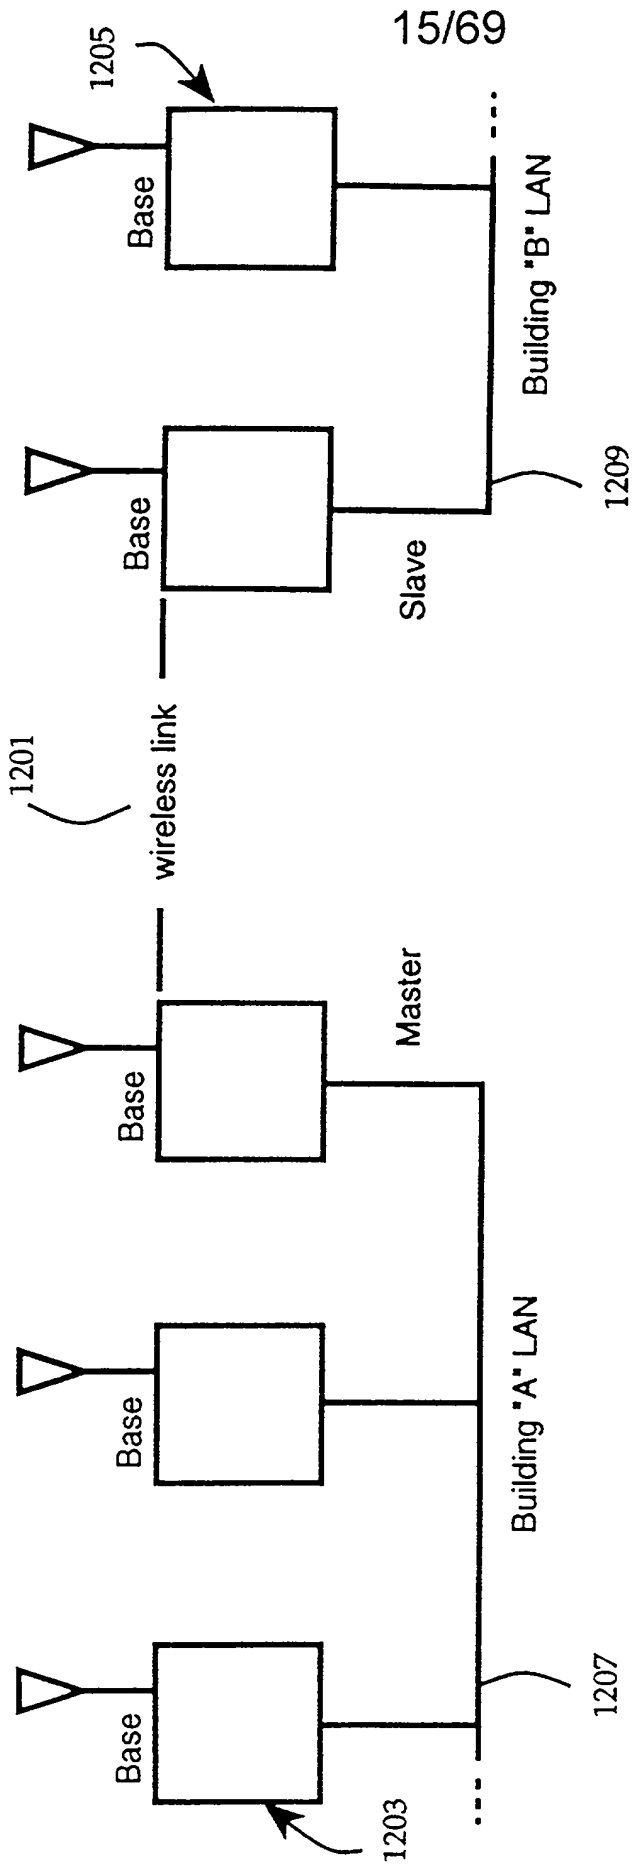 15/69
1201
1205
Base
Base
Base
Base
Base
wireless link
1203
Master
Slave
Building "A" LAN
Building "B" LAN
1207
1209